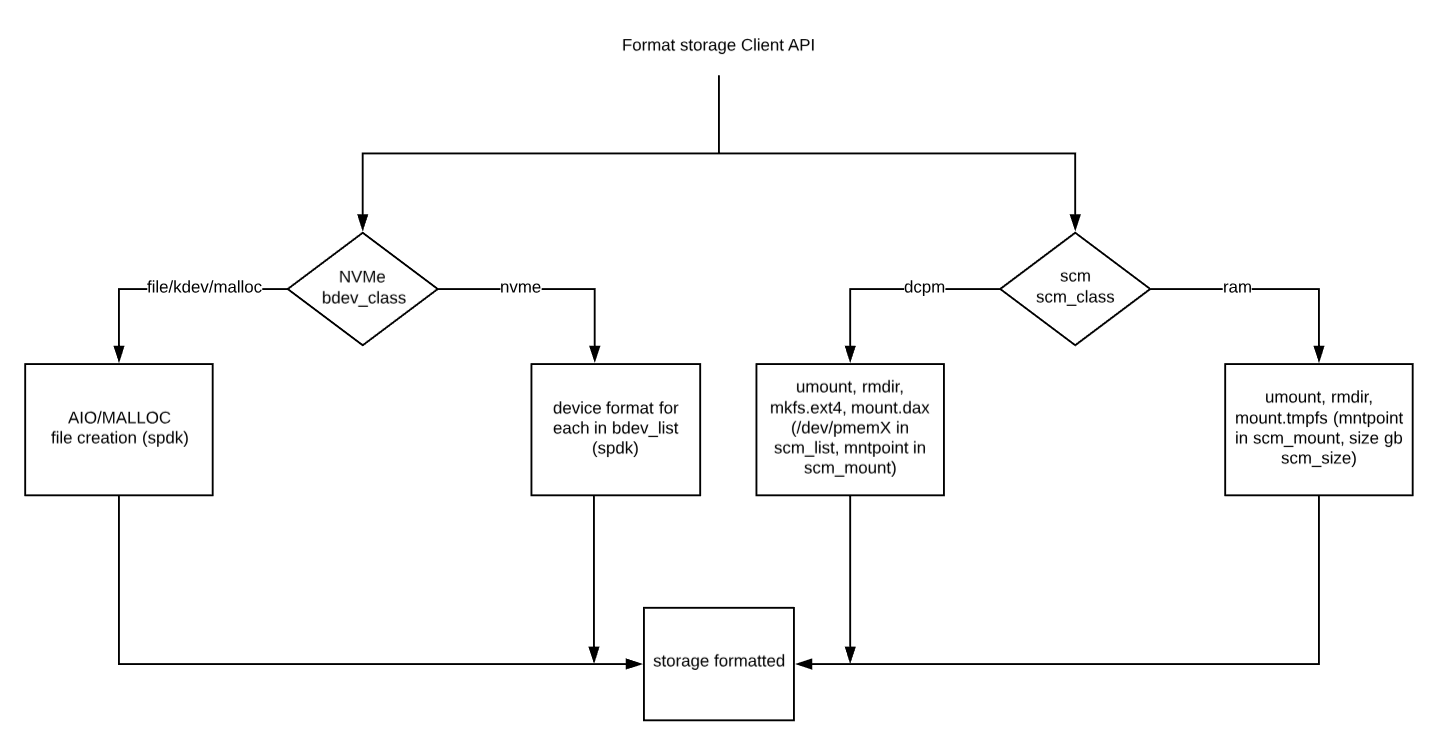 Format storage Client API
file/kdev/malloc
NVMe
bdev_class
nvme
dcpm
scm
scm_class
ram
AIO/MALLOC
file creation (spdk)
device format for
each in bdev_list
(spdk)
umount, rmdir,
mkfs.ext4, mount.dax
(/dev/pmemX in
scm_list, mntpoint in
scm_mount)
umount, rmdir,
mount.tmpfs (mntpoint
in scm_mount, size gb
scm_size)
storage formatted